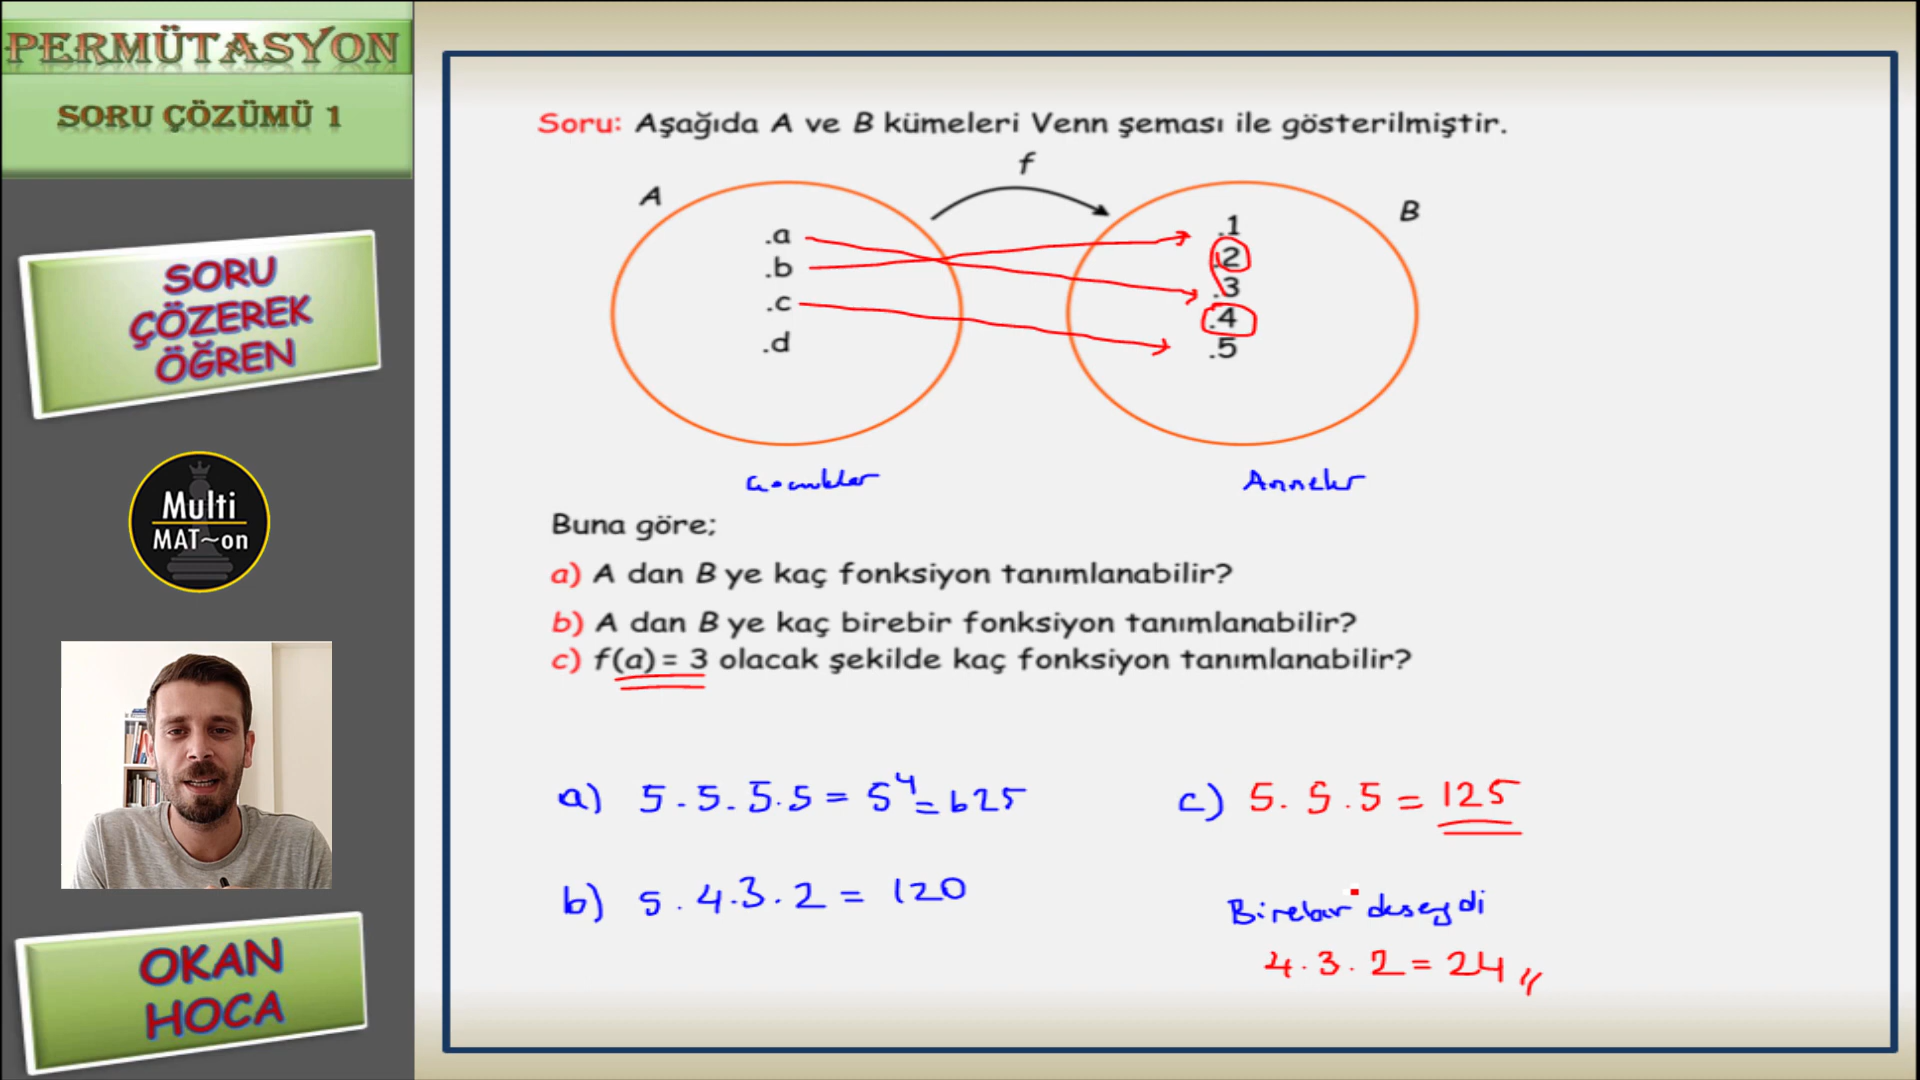 PERMÜTASYON
SORU ÇÖZÜMÜ 1
SORU
ÇÖZEREK
ÖĞREN
Multi
MAT~on
OKAN
HOCA
Soru: Aşağıda A ve B kümeleri Venn şeması ile gösterilmiştir.
f
A
B
.a
.b
.c
.d
.1
.2
.3
.4
.5
Çocuklar
Anneler
Buna göre;
a) A dan B ye kaç fonksiyon tanımlanabilir?
b) A dan B ye kaç birebir fonksiyon tanımlanabilir?
c) f(a) = 3 olacak şekilde kaç fonksiyon tanımlanabilir?
a) 5.5.5.5 = 5⁴ = 625
b) 5.4.3.2 = 120
c) 5.5.5 = 125
Birebir deseydi
4.3.2 = 24 //